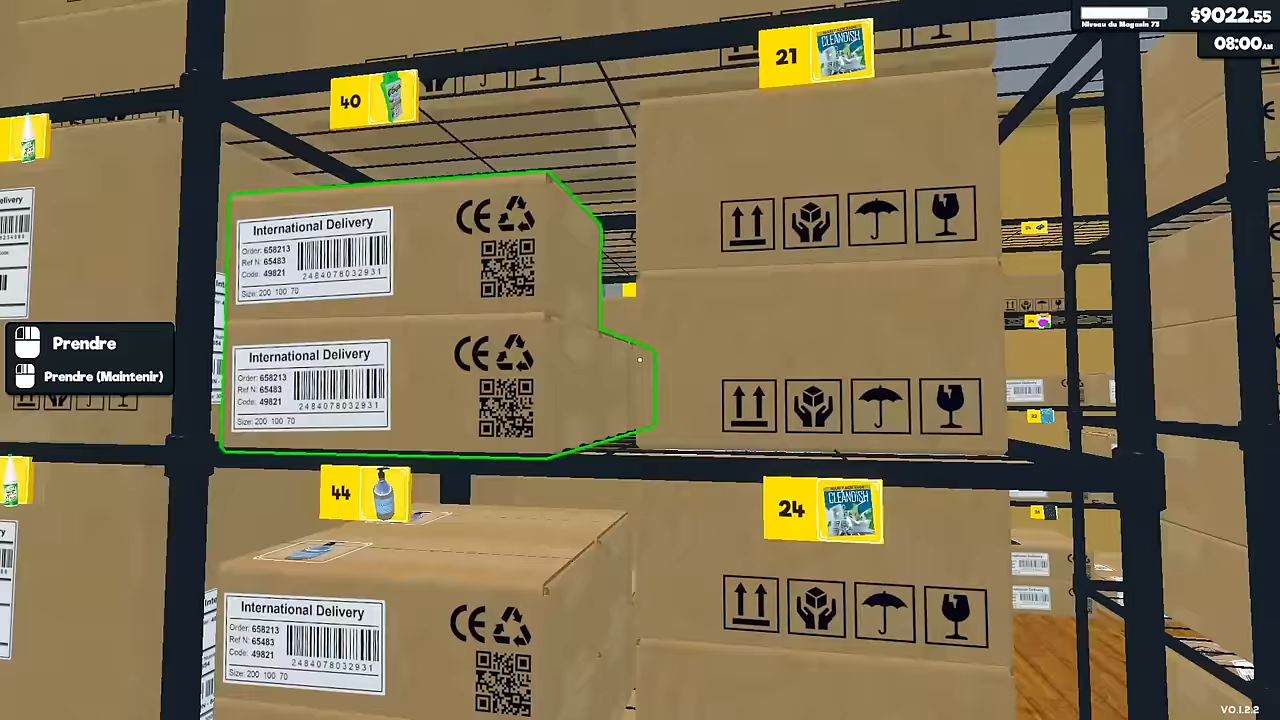 $9022.55
Niveau du Magasin 73
08:00AM
21
CLEANDISH
40
International Delivery
Order: 658213
Ref N: 65483
Code: 49821
2484078032931
Size: 200 100 70
CE
International Delivery
Order: 658213
Ref N: 65483
Code: 49821
2484078032931
Size: 200 100 70
CE
Prendre
Prendre (Maintenir)
44
24
CLEANDISH
International Delivery
Order: 658213
Ref N: 65483
Code: 49821
2484078032931
Size: 200 100 70
CE
V0.1.2.2